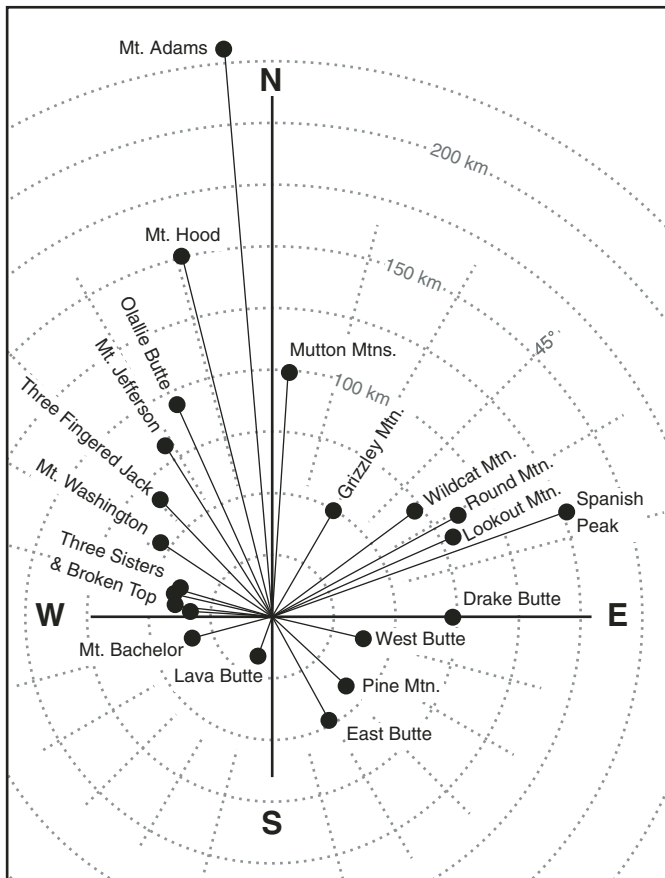 Mt. Adams
N
200 km
Mt. Hood
150 km
45°
Olallie Butte
Mt. Jefferson
Mutton Mtns.
100 km
Three Fingered Jack
Grizzley Mtn.
Mt. Washington
Wildcat Mtn.
Round Mtn.
Lookout Mtn.
Spanish
Peak
Three Sisters
& Broken Top
W
Drake Butte
E
Mt. Bachelor
West Butte
Lava Butte
Pine Mtn.
East Butte
S